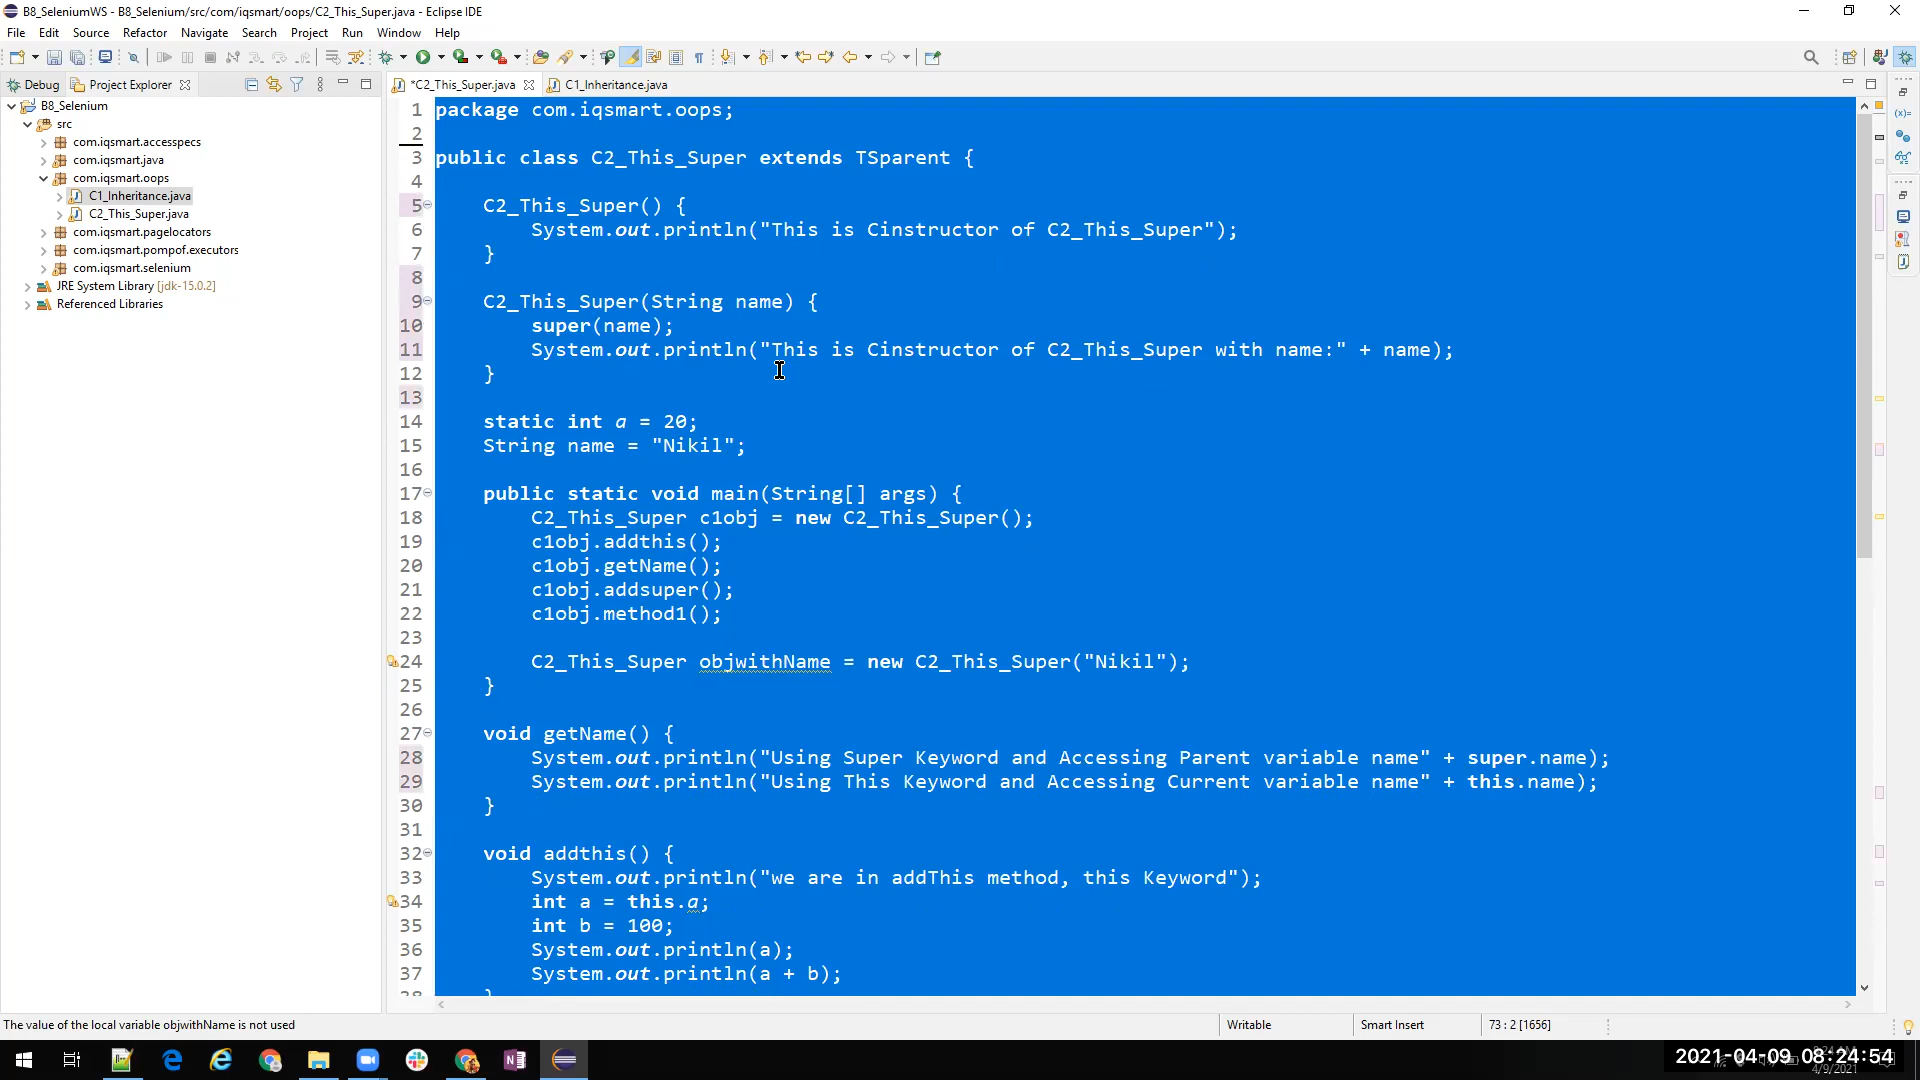 B8_SeleniumWS - B8_Selenium/src/com/iqsmart/oops/C2_This_Super.java - Eclipse IDE
File Edit Source Refactor Navigate Search Project Run Window Help
Debug Project Explorer *C2_This_Super.java C1_Inheritance.java
B8_Selenium
src
com.iqsmart.accesspecs
com.iqsmart.java
com.iqsmart.oops
C1_Inheritance.java
C2_This_Super.java
com.iqsmart.pagelocators
com.iqsmart.pompof.executors
com.iqsmart.selenium
JRE System Library [jdk-15.0.2]
Referenced Libraries
1 package com.iqsmart.oops;
2
3 public class C2_This_Super extends TSparent {
4
5 C2_This_Super() {
6 System.out.println("This is Cinstructor of C2_This_Super");
7 }
8
9 C2_This_Super(String name) {
10 super(name);
11 System.out.println("This is Cinstructor of C2_This_Super with name:" + name);
12 }
13
14 static int a = 20;
15 String name = "Nikil";
16
17 public static void main(String[] args) {
18 C2_This_Super c1obj = new C2_This_Super();
19 c1obj.addthis();
20 c1obj.getName();
21 c1obj.addsuper();
22 c1obj.method1();
23
24 C2_This_Super objwithName = new C2_This_Super("Nikil");
25 }
26
27 void getName() {
28 System.out.println("Using Super Keyword and Accessing Parent variable name" + super.name);
29 System.out.println("Using This Keyword and Accessing Current variable name" + this.name);
30 }
31
32 void addthis() {
33 System.out.println("we are in addThis method, this Keyword");
34 int a = this.a;
35 int b = 100;
36 System.out.println(a);
37 System.out.println(a + b);
38 }
The value of the local variable objwithName is not used Writable Smart Insert 73 : 2 [1656]
2021-04-09 08:24:54
4/9/2021